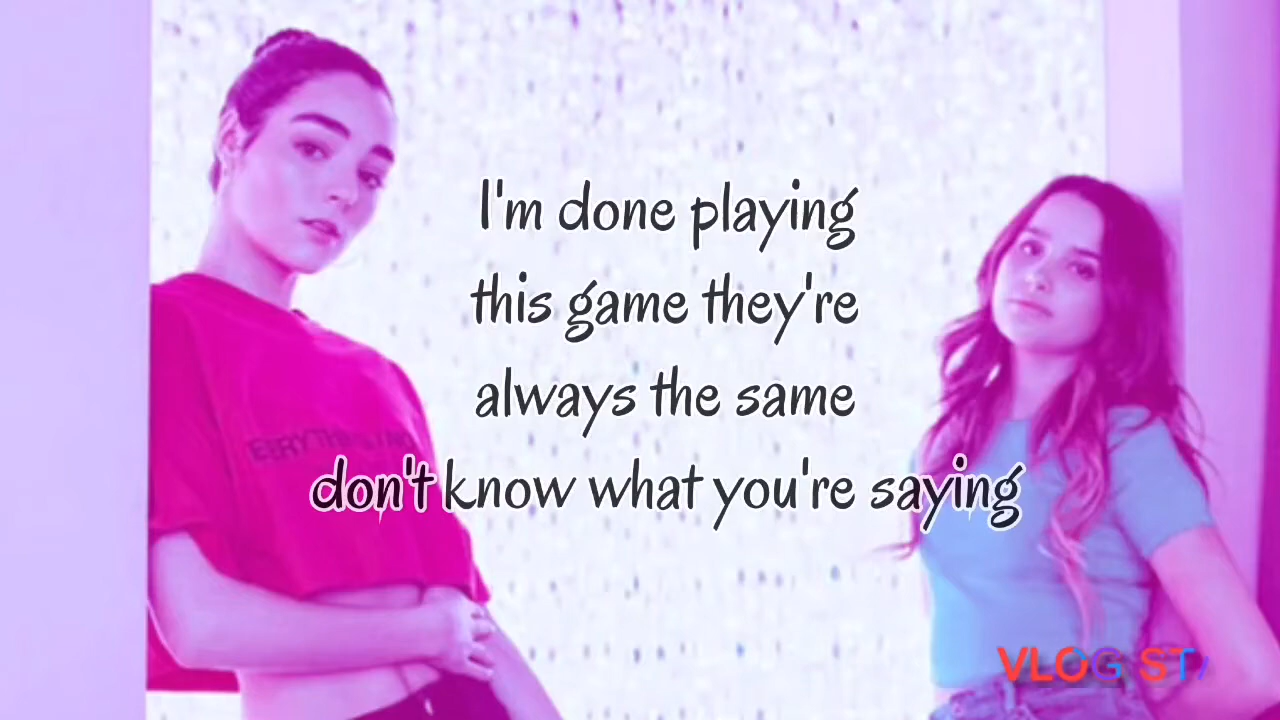 I'm done playing
this game they're
always the same
don't know what you're saying
VLOG ST